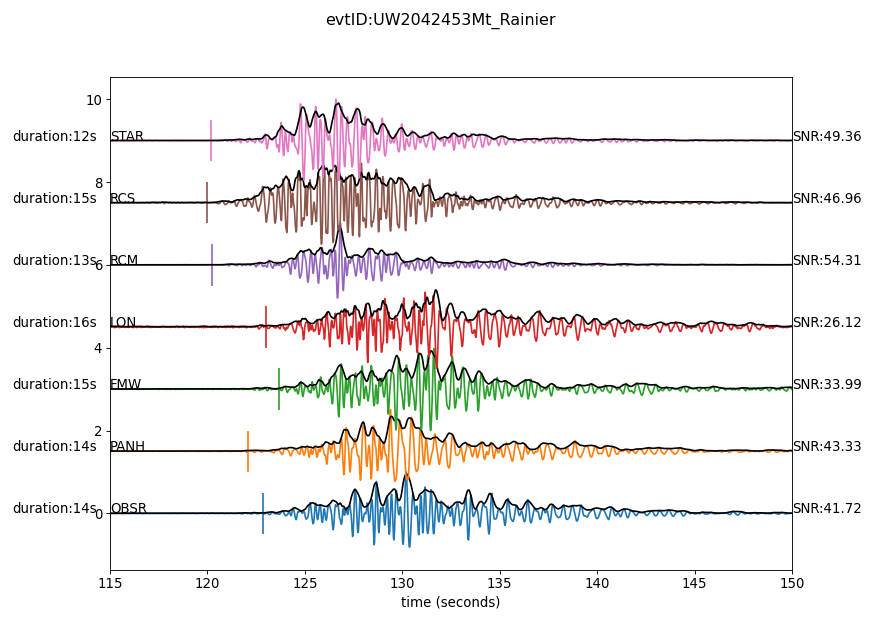 evtID:UW2042453Mt_Rainier
10
duration:12s STAR SNR:49.36
8
duration:15s RCS SNR:46.96
duration:13s RCM SNR:54.31
6
duration:16s LON SNR:26.12
4
duration:15s FMW SNR:33.99
2
duration:14s PANH SNR:43.33
duration:14s OBSR SNR:41.72
0
115 120 125 130 135 140 145 150
time (seconds)